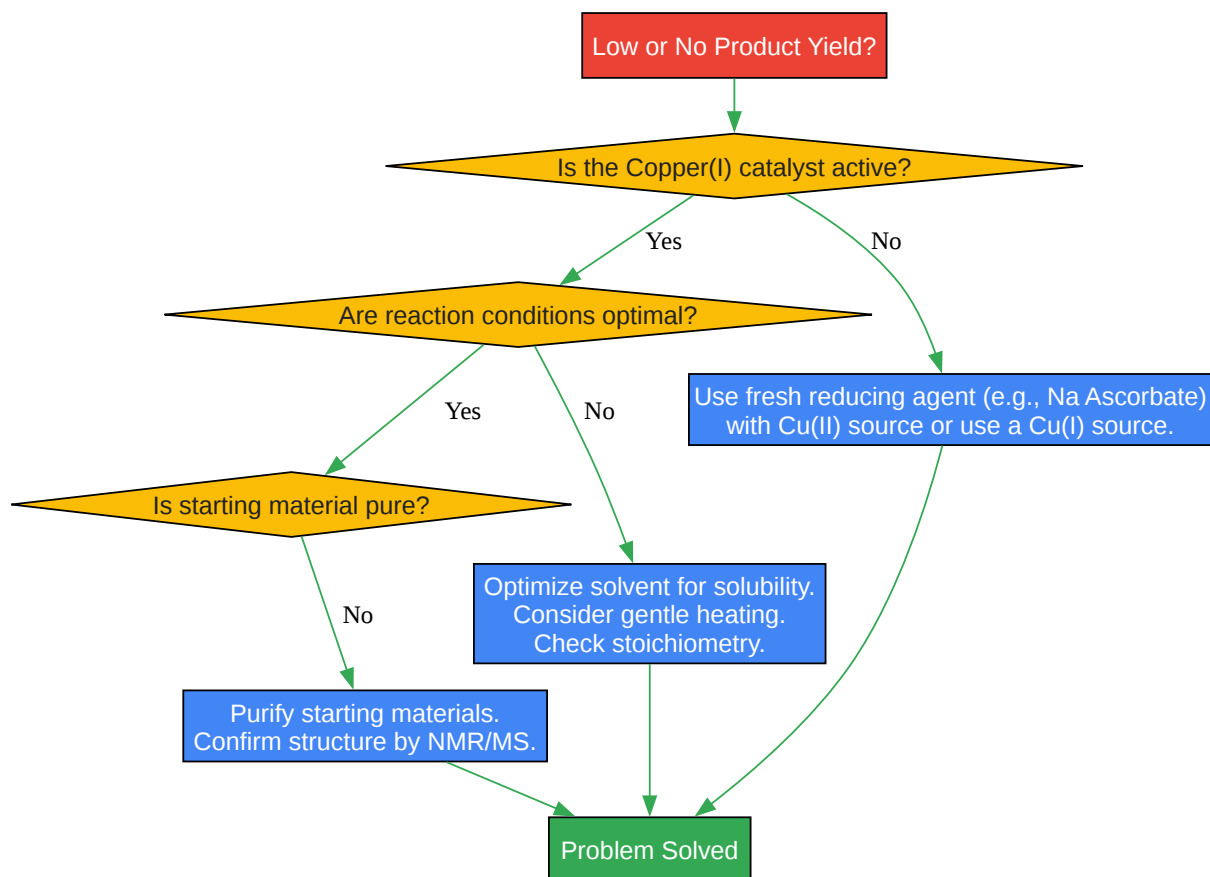 Low or No Product Yield?
Is the Copper(I) catalyst active?
Yes
No
Are reaction conditions optimal?
Use fresh reducing agent (e.g., Na Ascorbate)
with Cu(II) source or use a Cu(I) source.
Yes
No
Is starting material pure?
Optimize solvent for solubility.
Consider gentle heating.
Check stoichiometry.
No
Purify starting materials.
Confirm structure by NMR/MS.
Problem Solved